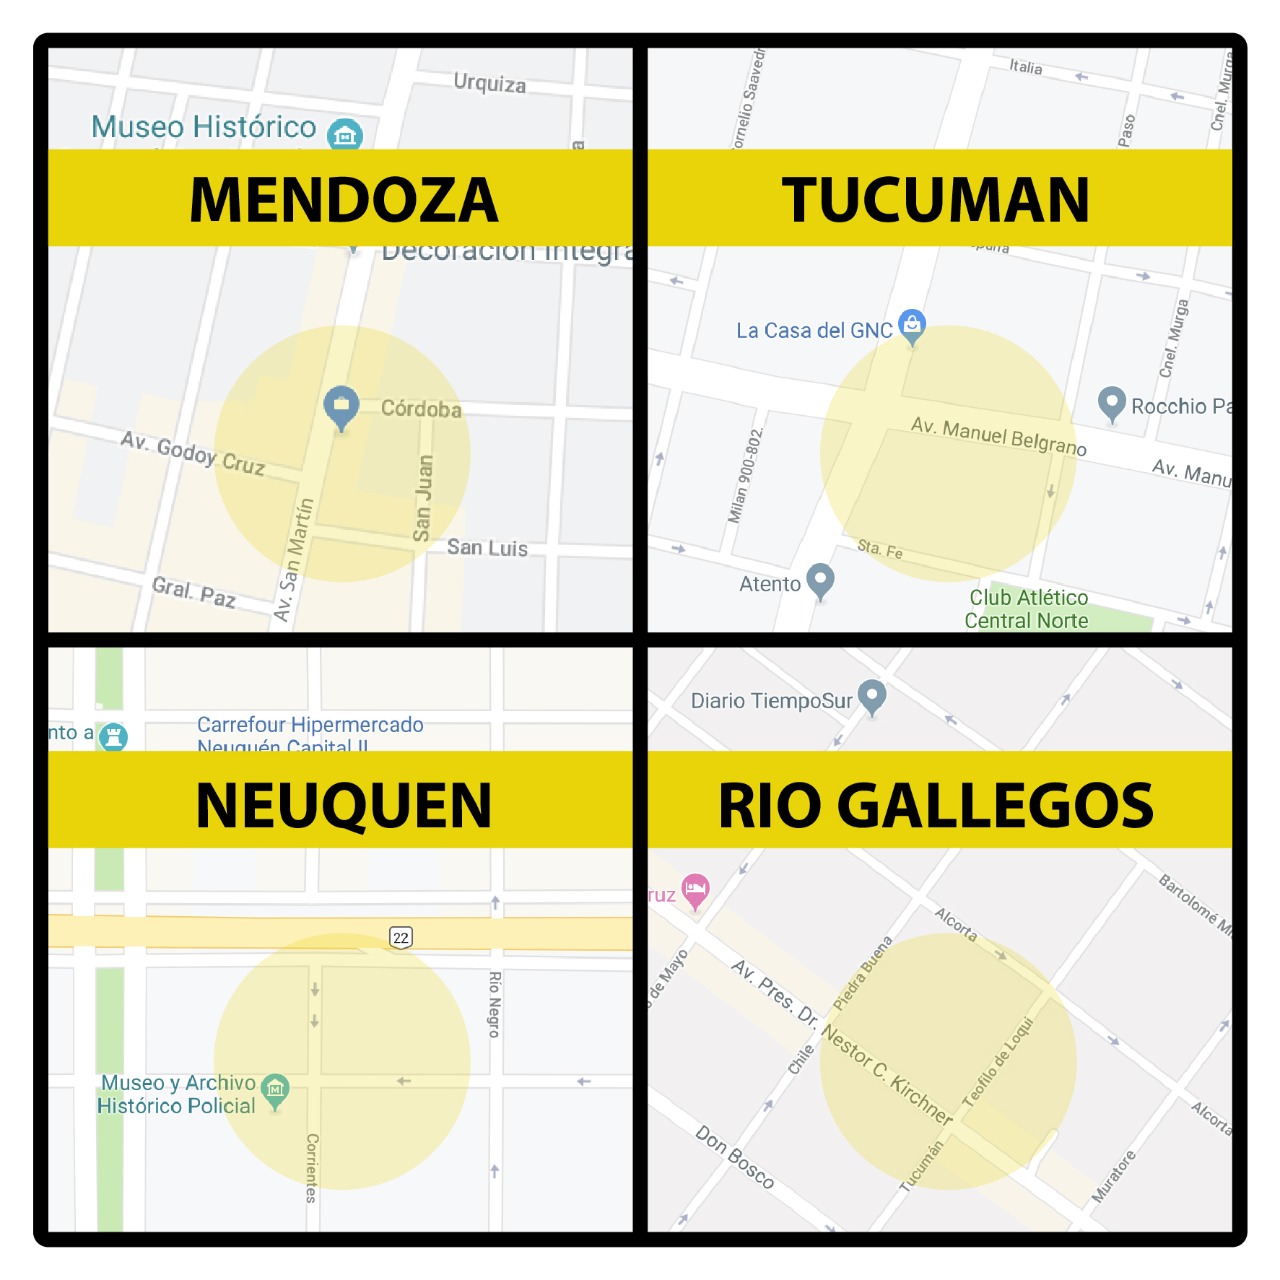 Urquiza
Museo Histórico
MENDOZA
Decoración Integra
Córdoba
Av. Godoy Cruz
San Juan
Av. San Martín
San Luis
Gral. Paz
Italia
ornelio Saavedr
Paso
Cnel. Murga
TUCUMAN
La Casa del GNC
Cnel. Murga
Rocchio Pa
Av. Manuel Belgrano
Av. Manu
Milan 900-802
Sta. Fe
Atento
Club Atlético
Central Norte
nto a
Carrefour Hipermercado
Neuquén Capital II
NEUQUEN
22
Río Negro
Museo y Archivo
Histórico Policial
Corrientes
Diario TiempoSur
RIO GALLEGOS
ruz
Bartolomé Mi
Alcorta
Piedra Buena
o de Mayo
Av. Pres. Dr. Nestor C. Kirchner
Chile
Teofilo de Loqui
Alcorta
Don Bosco
Tucumán
Muratore